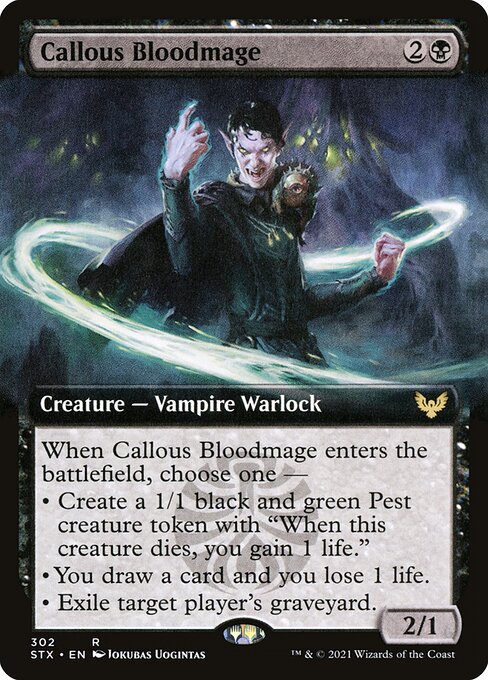 Callous Bloodmage 2
Creature — Vampire Warlock
When Callous Bloodmage enters the
battlefield, choose one —
• Create a 1/1 black and green Pest
creature token with “When this
creature dies, you gain 1 life.”
• You draw a card and you lose 1 life.
• Exile target player’s graveyard.
2/1
302 R
STX • EN Jokubas Uogintas
™ & © 2021 Wizards of the Coast